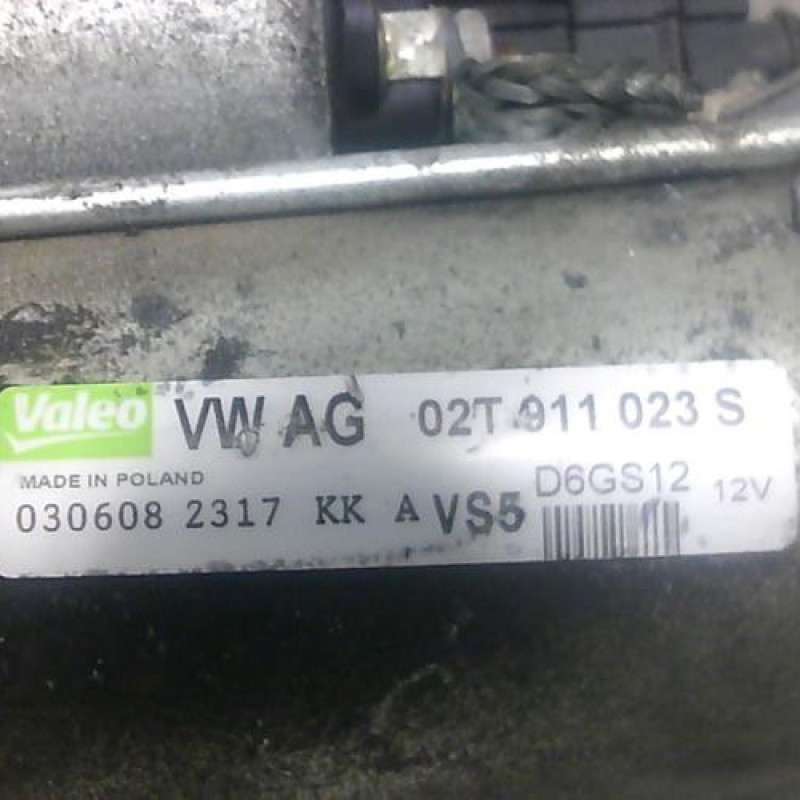 Valeo VW AG 02T 911 023 S
MADE IN POLAND D6GS12 12V
030608 2317 KK A VS5